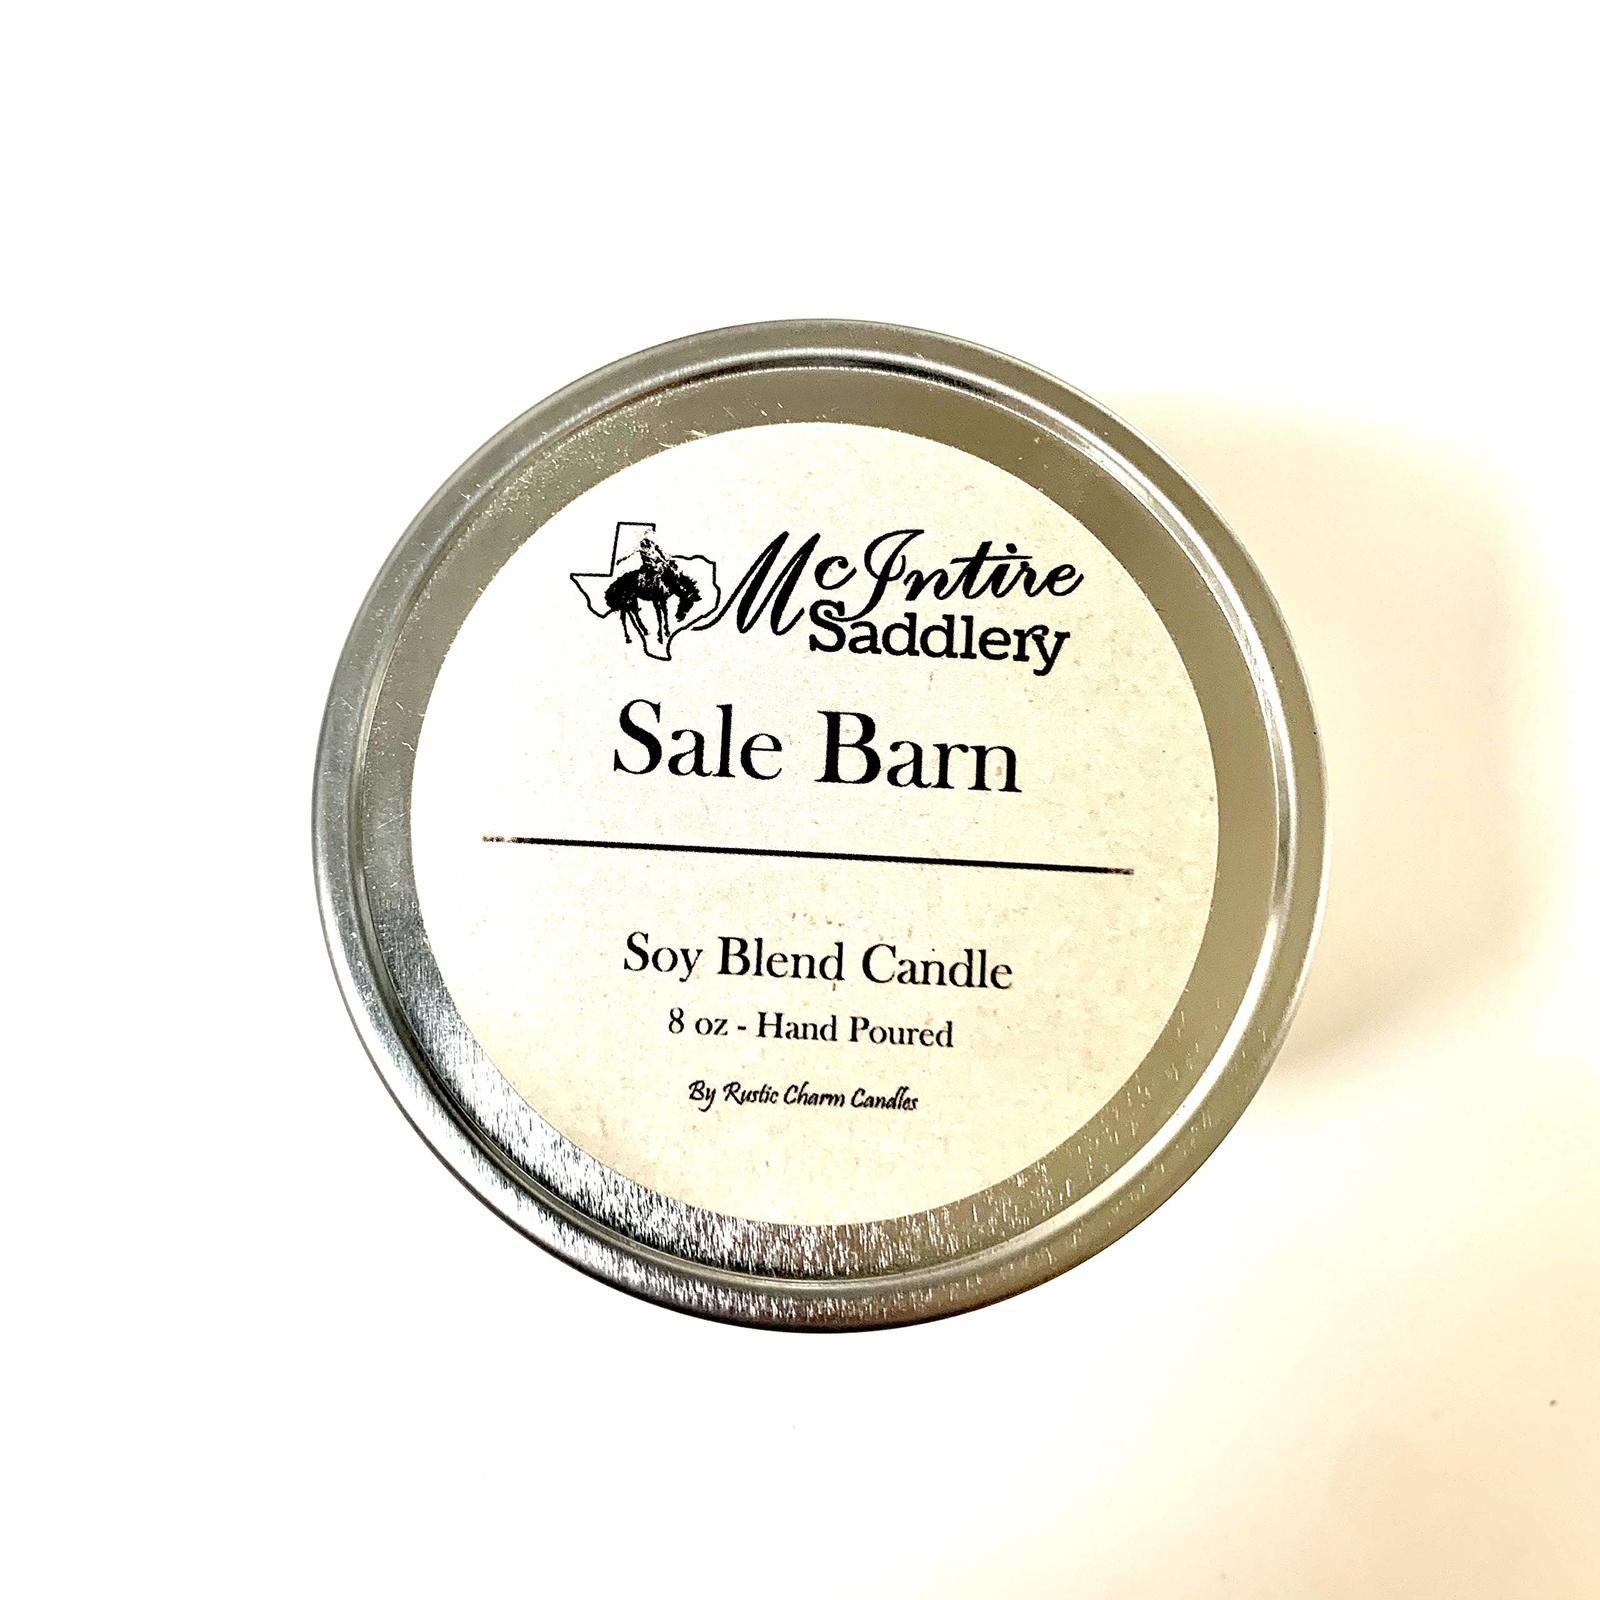 McIntire
Saddlery
Sale Barn
Soy Blend Candle
8 oz - Hand Poured
By Rustic Charm Candles